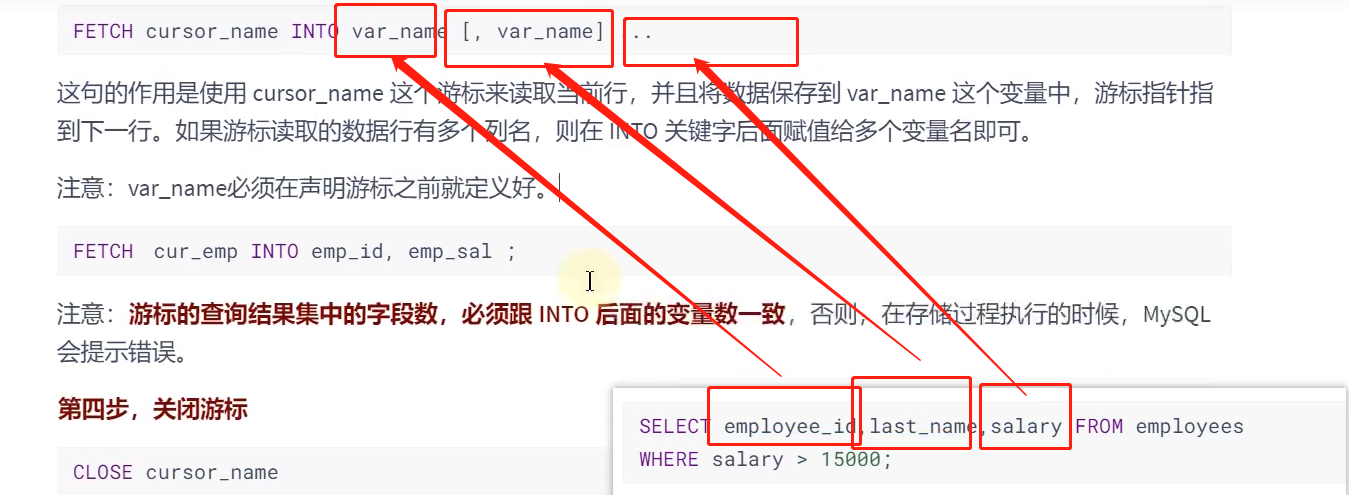 FETCH cursor_name INTO var_name [, var_name] ...
这句的作用是使用 cursor_name 这个游标来读取当前行，并且将数据保存到 var_name 这个变量中，游标指针指
到下一行。如果游标读取的数据行有多个列名，则在 INTO 关键字后面赋值给多个变量名即可。
注意：var_name必须在声明游标之前就定义好。
FETCH cur_emp INTO emp_id, emp_sal ;
注意：游标的查询结果集中的字段数，必须跟 INTO 后面的变量数一致，否则，在存储过程执行的时候，MySQL
会提示错误。
第四步，关闭游标
SELECT employee_id,last_name,salary FROM employees
WHERE salary > 15000;
CLOSE cursor_name